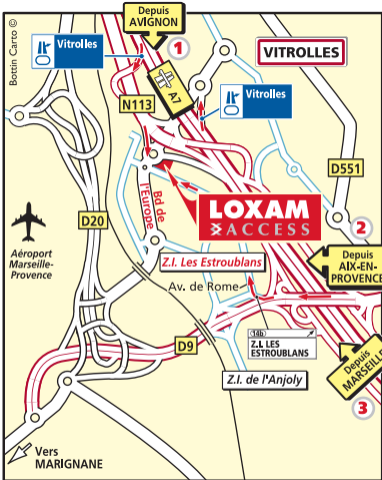 Depuis
AVIGNON
1
Vitrolles
VITROLLES
Bottin Carto ©
A7
Vitrolles
N113
D551
Bd de
l'Europe
LOXAM
ACCESS
D20
2
Aéroport
Marseille-
Provence
Z.I. Les Estroublans
Depuis
AIX-EN-
PROVENCE
Av. de Rome
14b
Z.I. LES
ESTROUBLANS
D9
Depuis
MARSEILLE
Z.I. de l'Anjoly
3
Vers
MARIGNANE